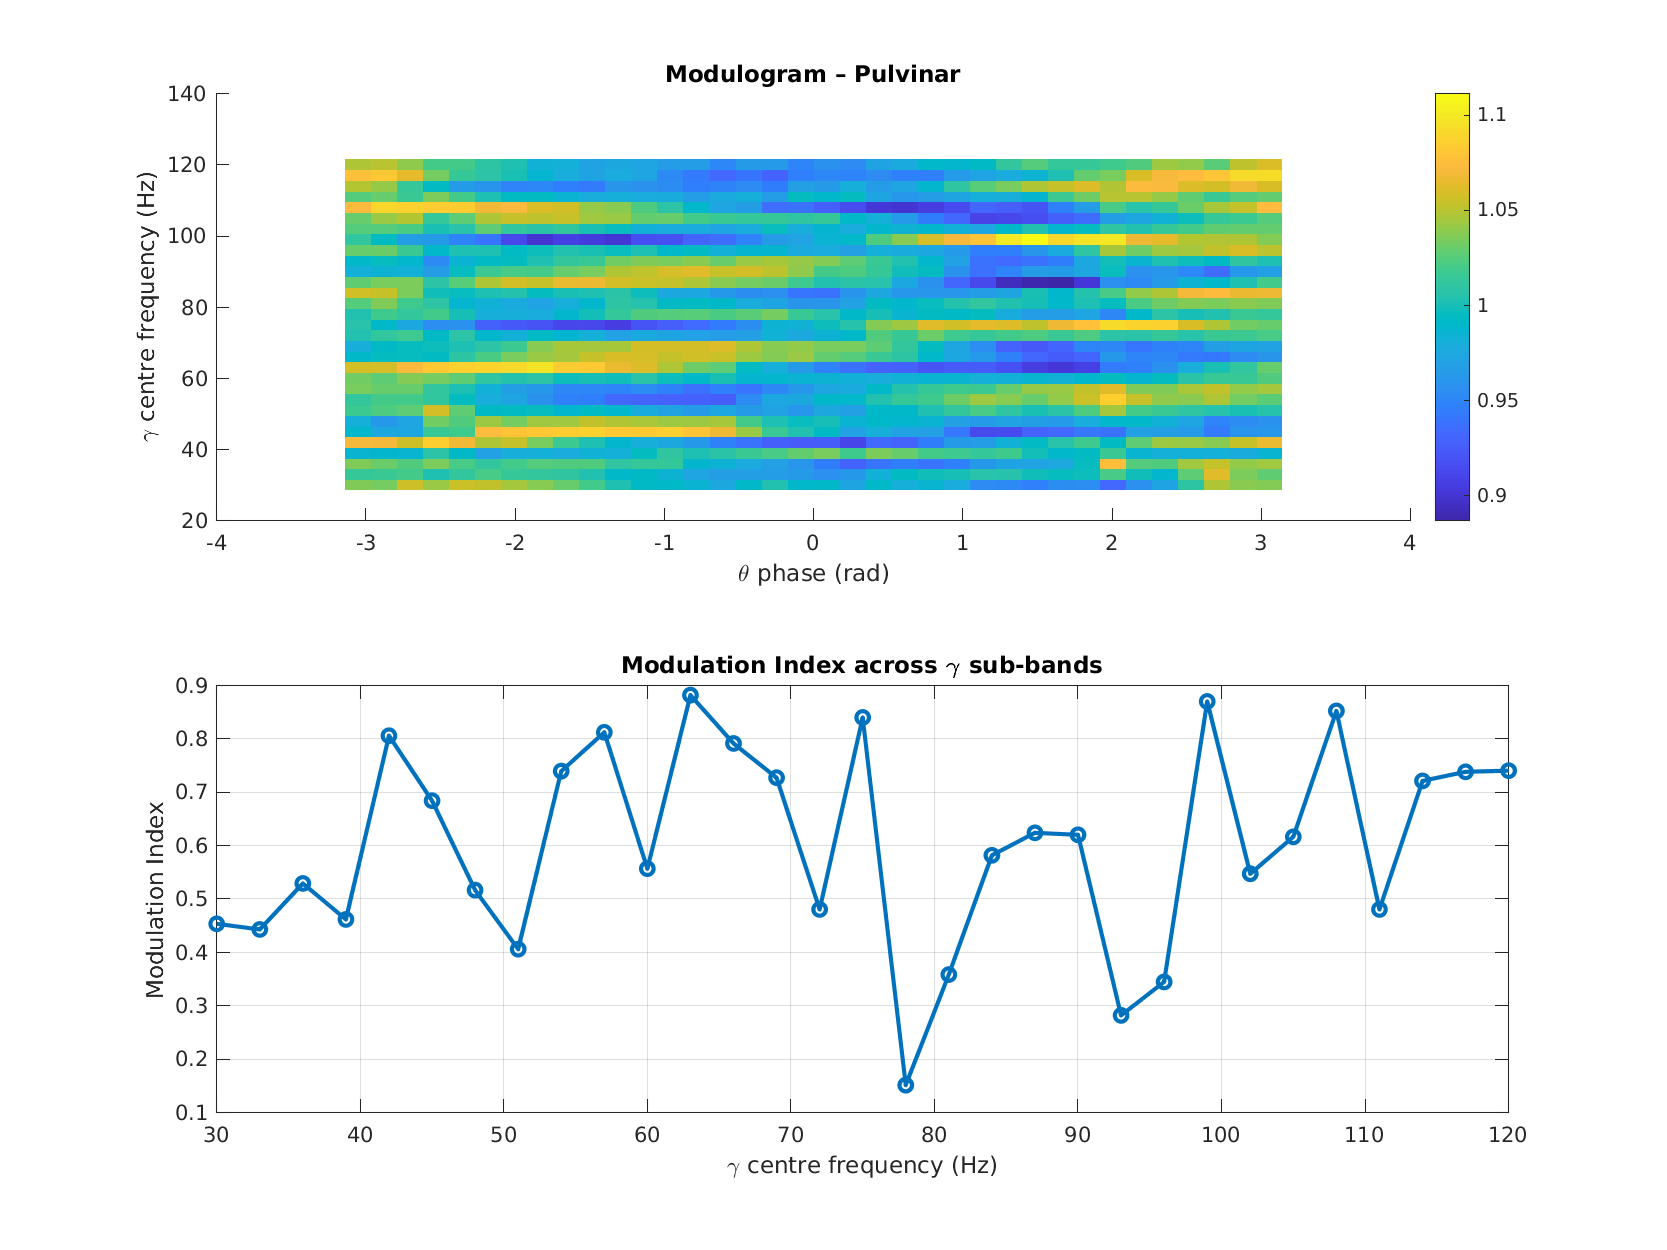 Modulogram – Pulvinar
140
120
100
80
60
40
20
γ centre frequency (Hz)
-4 -3 -2 -1 0 1 2 3 4
θ phase (rad)
1.1
1.05
1
0.95
0.9
Modulation Index across γ sub-bands
0.9
0.8
0.7
0.6
0.5
0.4
0.3
0.2
0.1
Modulation Index
30 40 50 60 70 80 90 100 110 120
γ centre frequency (Hz)